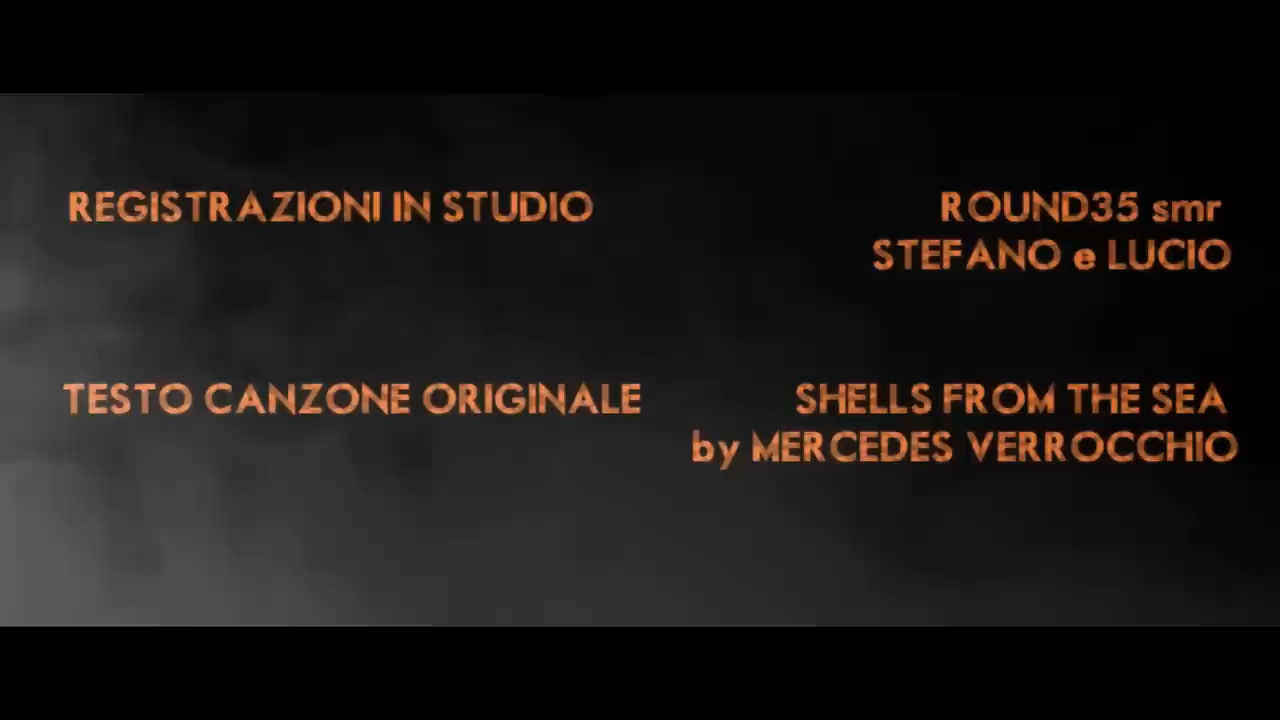 REGISTRAZIONI IN STUDIO
ROUND35 smr
STEFANO e LUCIO
TESTO CANZONE ORIGINALE
SHELLS FROM THE SEA
by MERCEDES VERROCCHIO